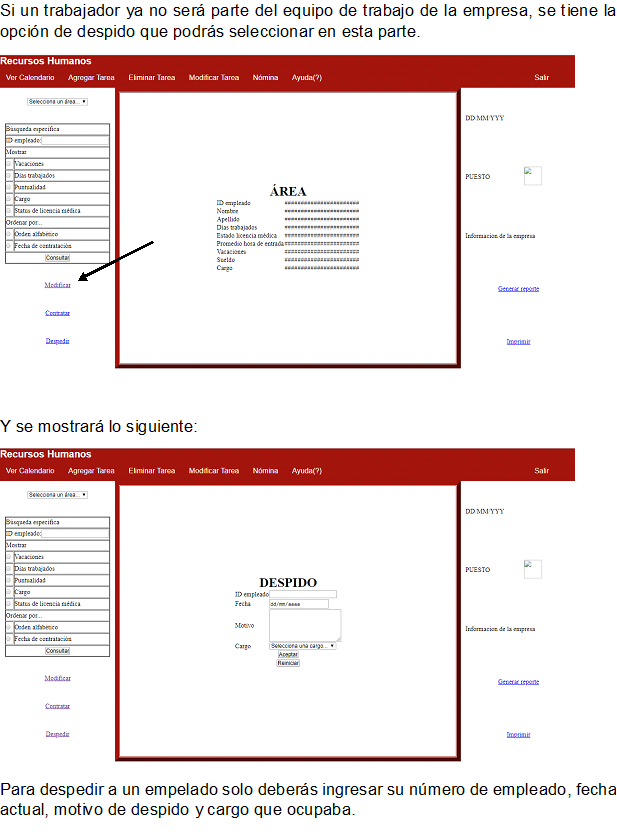 Si un trabajador ya no será parte del equipo de trabajo de la empresa, se tiene la
opción de despido que podrás seleccionar en esta parte.
Recursos Humanos
Ver Calendario Agregar Tarea Eliminar Tarea Modificar Tarea Nómina Ayuda(?) Salir
Selecciona un área...
Búsqueda específica
ID empleado:
Mostrar
Vacaciones
Días trabajados
Puntualidad
Cargo
Status de licencia médica
Ordenar por...
Orden alfabético
Fecha de contratación
Consultar
Modificar
Contratar
Despedir
ÁREA
ID empleado #######################
Nombre #######################
Apellido #######################
Días trabajados #######################
Estado licencia médica #######################
Promedio hora de entrada #######################
Vacaciones #######################
Sueldo #######################
Cargo #######################
DD/MM/YYY
PUESTO
Informacion de la empresa
Generar reporte
Imprimir
Y se mostrará lo siguiente:
Recursos Humanos
Ver Calendario Agregar Tarea Eliminar Tarea Modificar Tarea Nómina Ayuda(?) Salir
Selecciona un área...
Búsqueda específica
ID empleado:
Mostrar
Vacaciones
Días trabajados
Puntualidad
Cargo
Status de licencia médica
Ordenar por...
Orden alfabético
Fecha de contratación
Consultar
Modificar
Contratar
Despedir
DESPIDO
ID empleado
Fecha dd/mm/aaaa
Motivo
Cargo Selecciona una cargo...
Aceptar
Reiniciar
DD/MM/YYY
PUESTO
Informacion de la empresa
Generar reporte
Imprimir
Para despedir a un empelado solo deberás ingresar su número de empleado, fecha
actual, motivo de despido y cargo que ocupaba.